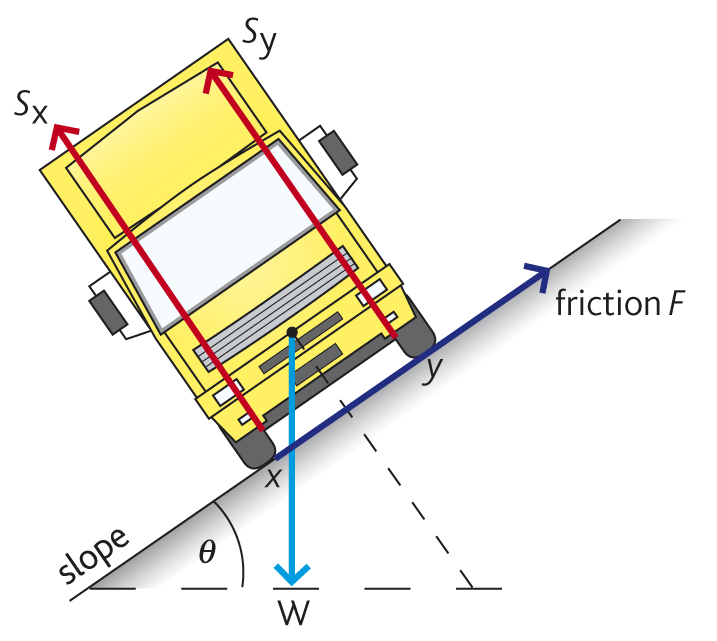 Sy
Sx
friction F
y
x
slope
θ
W